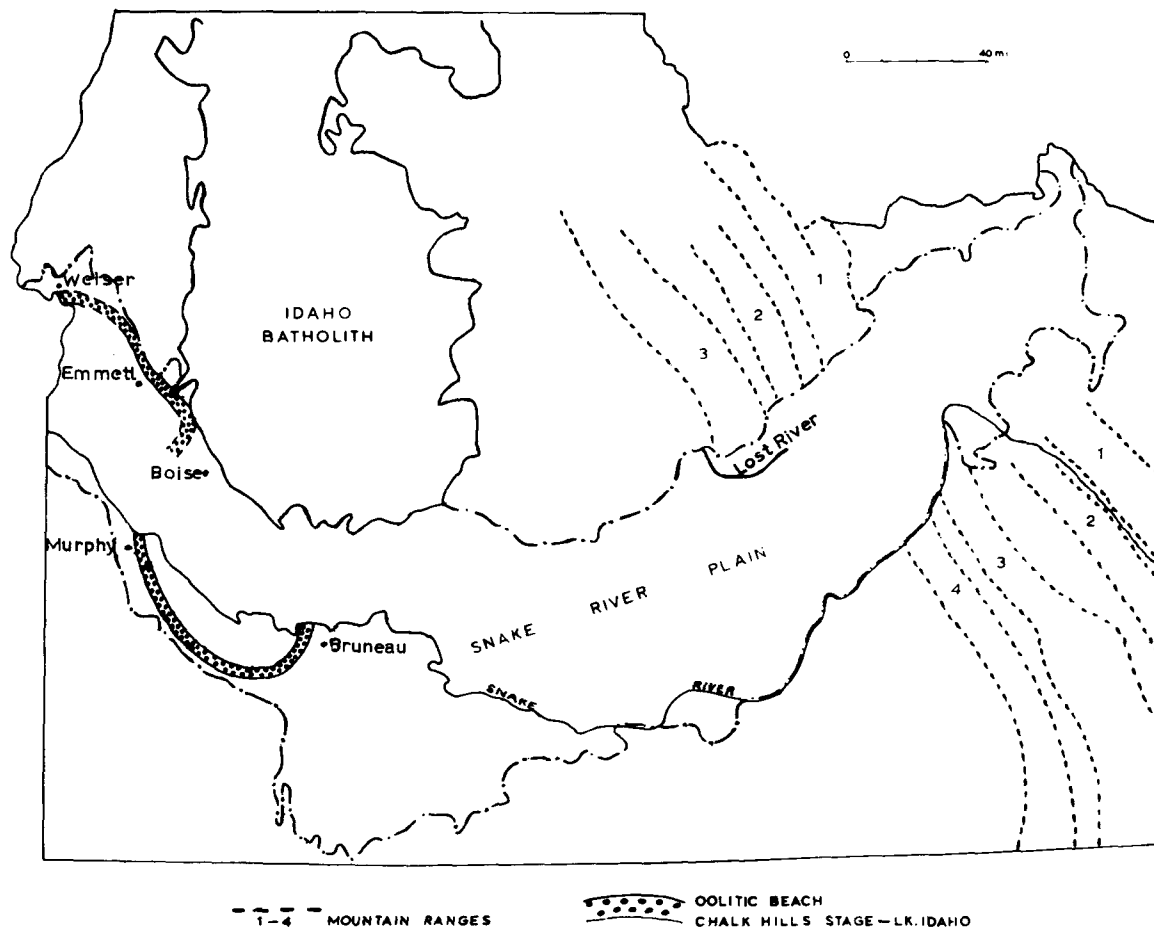 0 40 mi
Weiser
IDAHO
BATHOLITH
1
2
3
Emmett
Lost River
Boise
1
2
Murphy
3
4
SNAKE RIVER PLAIN
Bruneau
SNAKE RIVER
1-4 MOUNTAIN RANGES
OOLITIC BEACH
CHALK HILLS STAGE – LK. IDAHO